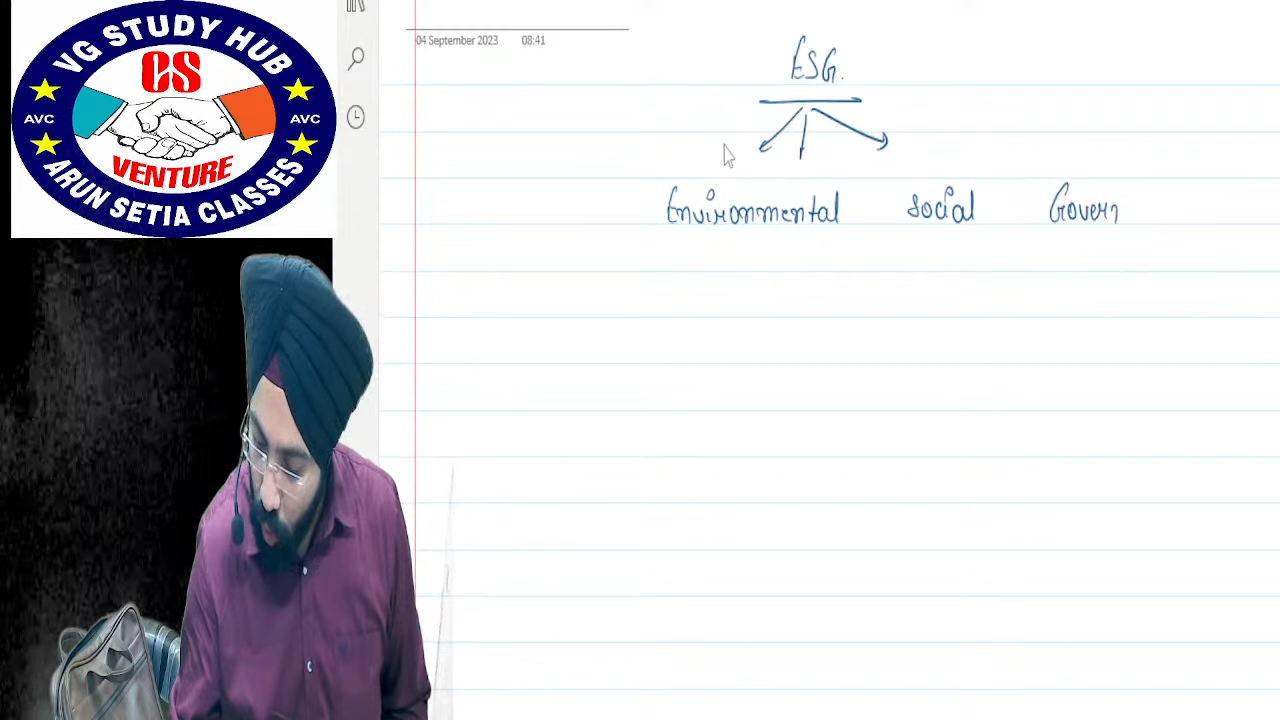 VG STUDY HUB
CS
AVC AVC
VENTURE
ARUN SETIA CLASSES
04 September 2023 08:41
ESG.
Environmental Social Govern